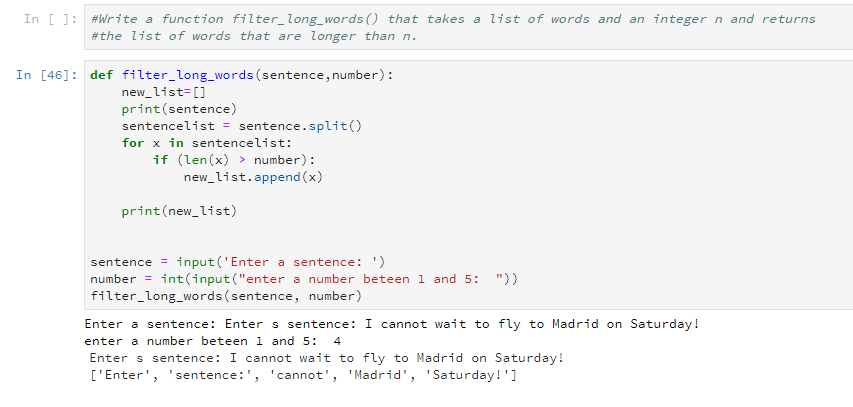 In [ ]: #Write a function filter_long_words() that takes a list of words and an integer n and returns
#the list of words that are longer than n.
In [46]: def filter_long_words(sentence,number):
new_list=[]
print(sentence)
sentencelist = sentence.split()
for x in sentencelist:
if (len(x) > number):
new_list.append(x)
print(new_list)
sentence = input('Enter a sentence: ')
number = int(input("enter a number beteen 1 and 5:  "))
filter_long_words(sentence, number)
Enter a sentence: Enter s sentence: I cannot wait to fly to Madrid on Saturday!
enter a number beteen 1 and 5:  4
Enter s sentence: I cannot wait to fly to Madrid on Saturday!
['Enter', 'sentence:', 'cannot', 'Madrid', 'Saturday!']